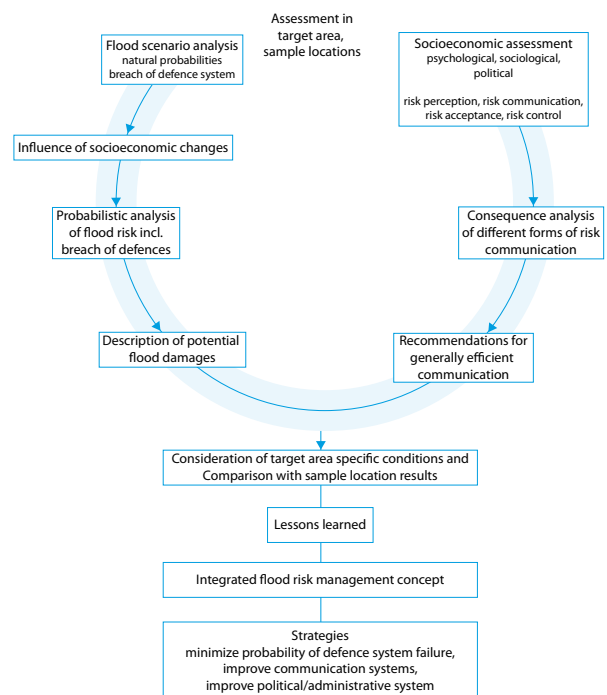 Assessment in
target area,
sample locations
Flood scenario analysis
natural probabilities
breach of defence system
Influence of socioeconomic changes
Probabilistic analysis
of flood risk incl.
breach of defences
Description of potential
flood damages
Socioeconomic assessment
psychological, sociological,
political
risk perception, risk communication,
risk acceptance, risk control
Consequence analysis
of different forms of risk
communication
Recommendations for
generally efficient
communication
Consideration of target area specific conditions and
Comparison with sample location results
Lessons learned
Integrated flood risk management concept
Strategies
minimize probability of defence system failure,
improve communication systems,
improve political/administrative system